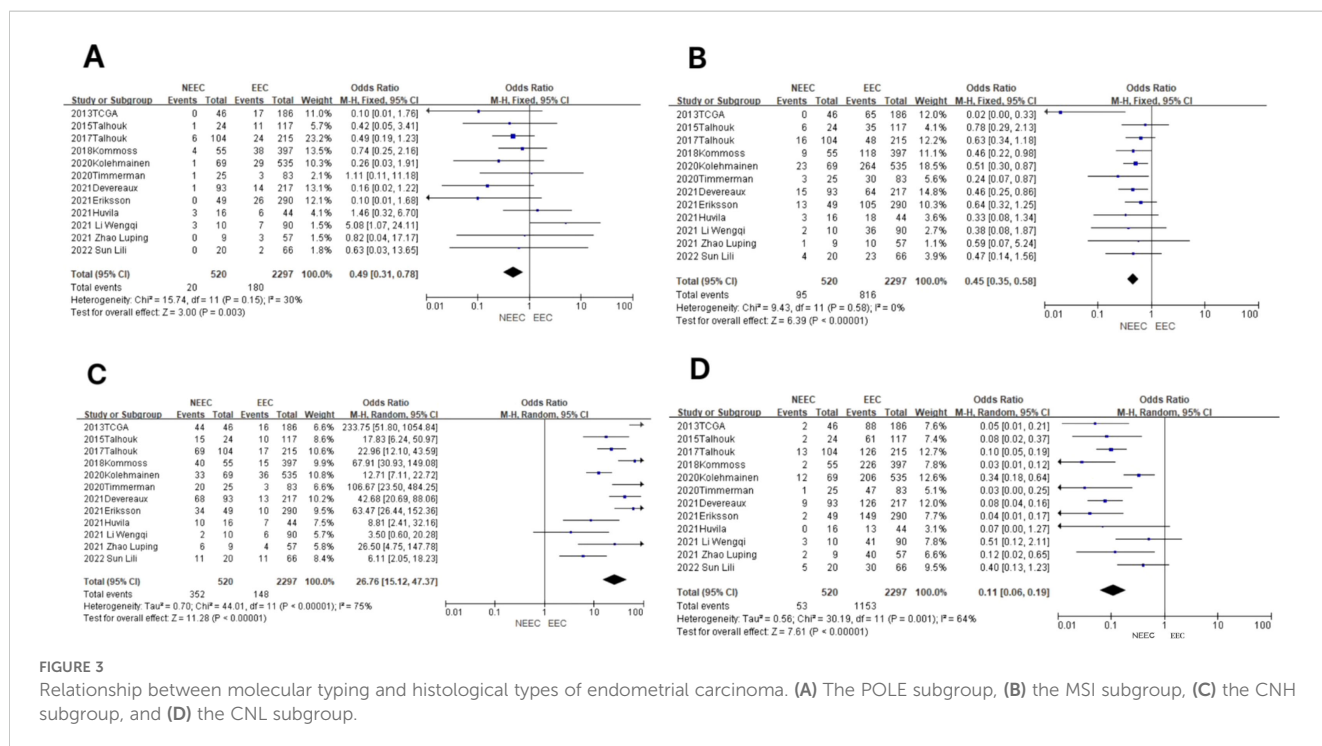 A
NEEC EEC Odds Ratio Odds Ratio
Study or Subgroup Events Total Events Total Weight M-H, Fixed, 95% CI M-H, Fixed, 95% CI
2013TCGA 0 46 17 186 11.0% 0.10 [0.01, 1.76]
2015Talhouk 1 24 11 117 5.7% 0.42 [0.05, 3.41]
2017Talhouk 6 104 24 215 23.2% 0.49 [0.19, 1.23]
2018Kommoss 4 55 38 397 13.9% 0.74 [0.25, 2.16]
2020Kolehmainen 1 69 29 535 10.3% 0.26 [0.03, 1.91]
2020Timmerman 1 25 3 83 2.1% 1.11 [0.11, 11.18]
2021Devereaux 1 93 14 217 13.1% 0.16 [0.02, 1.22]
2021Eriksson 0 49 26 290 12.1% 0.10 [0.01, 1.68]
2021Huvila 3 16 6 44 4.1% 1.46 [0.32, 6.70]
2021 Li Wengqi 3 10 7 90 1.6% 5.08 [1.07, 24.11]
2021 Zhao Luping 0 9 3 57 1.6% 0.82 [0.04, 17.17]
2022 Sun Lili 0 20 2 66 1.8% 0.63 [0.03, 13.65]
Total (95% CI) 520 2297 100.0% 0.49 [0.31, 0.78]
Total events 20 180
Heterogeneity: Chi² = 15.74, df = 11 (P = 0.15); I² = 30%
Test for overall effect: Z = 3.00 (P = 0.003)
0.01 0.1 1 10 100
NEEC EEC
B
NEEC EEC Odds Ratio Odds Ratio
Study or Subgroup Events Total Events Total Weight M-H, Fixed, 95% CI M-H, Fixed, 95% CI
2013TCGA 0 46 65 186 12.0% 0.02 [0.00, 0.33]
2015Talhouk 6 24 35 117 4.2% 0.78 [0.29, 2.13]
2017Talhouk 16 104 48 215 12.4% 0.63 [0.34, 1.18]
2018Kommoss 9 55 118 397 11.1% 0.46 [0.22, 0.98]
2020Kolehmainen 23 69 264 535 18.5% 0.51 [0.30, 0.87]
2020Timmerman 3 25 30 83 5.7% 0.24 [0.07, 0.87]
2021Devereaux 15 93 64 217 14.8% 0.46 [0.25, 0.86]
2021Eriksson 13 49 105 290 10.2% 0.64 [0.32, 1.25]
2021Huvila 3 16 18 44 3.5% 0.33 [0.08, 1.34]
2021 Li Wengqi 2 10 36 90 2.5% 0.38 [0.08, 1.87]
2021 Zhao Luping 1 9 10 57 1.1% 0.59 [0.07, 5.24]
2022 Sun Lili 4 20 23 66 3.9% 0.47 [0.14, 1.56]
Total (95% CI) 520 2297 100.0% 0.45 [0.35, 0.58]
Total events 95 816
Heterogeneity: Chi² = 9.43, df = 11 (P = 0.58); I² = 0%
Test for overall effect: Z = 6.39 (P < 0.00001)
0.01 0.1 1 10 100
NEEC EEC
C
NEEC EEC Odds Ratio Odds Ratio
Study or Subgroup Events Total Events Total Weight M-H, Random, 95% CI M-H, Random, 95% CI
2013TCGA 44 46 16 186 6.6% 233.75 [51.80, 1054.84]
2015Talhouk 15 24 10 117 8.6% 17.83 [6.24, 50.97]
2017Talhouk 69 104 17 215 10.5% 22.96 [12.10, 43.59]
2018Kommoss 40 55 15 397 9.9% 67.91 [30.93, 149.08]
2020Kolehmainen 33 69 36 535 10.8% 12.71 [7.11, 22.72]
2020Timmerman 20 25 3 83 6.6% 106.67 [23.50, 484.25]
2021Devereaux 68 93 13 217 10.2% 42.68 [20.69, 88.06]
2021Eriksson 34 49 10 290 9.5% 63.47 [26.44, 152.36]
2021Huvila 10 16 7 44 7.6% 8.81 [2.41, 32.16]
2021 Li Wengqi 2 10 6 90 5.7% 3.50 [0.60, 20.28]
2021 Zhao Luping 6 9 4 57 5.8% 26.50 [4.75, 147.78]
2022 Sun Lili 11 20 11 66 8.4% 6.11 [2.05, 18.23]
Total (95% CI) 520 2297 100.0% 26.76 [15.12, 47.37]
Total events 352 148
Heterogeneity: Tau² = 0.70; Chi² = 44.01, df = 11 (P < 0.00001); I² = 75%
Test for overall effect: Z = 11.28 (P < 0.00001)
0.01 0.1 1 10 100
NEEC EEC
D
NEEC EEC Odds Ratio Odds Ratio
Study or Subgroup Events Total Events Total Weight M-H, Random, 95% CI M-H, Random, 95% CI
2013TCGA 2 46 88 186 7.6% 0.05 [0.01, 0.21]
2015Talhouk 2 24 61 117 7.4% 0.08 [0.02, 0.37]
2017Talhouk 13 104 126 215 13.4% 0.10 [0.05, 0.19]
2018Kommoss 2 55 226 397 7.8% 0.03 [0.01, 0.12]
2020Kolehmainen 12 69 206 535 13.4% 0.34 [0.18, 0.64]
2020Timmerman 1 25 47 83 5.1% 0.03 [0.00, 0.25]
2021Devereaux 9 93 126 217 12.7% 0.08 [0.04, 0.16]
2021Eriksson 2 49 149 290 7.7% 0.04 [0.01, 0.17]
2021Huvila 0 16 13 44 3.4% 0.07 [0.00, 1.27]
2021 Li Wengqi 3 10 41 90 7.8% 0.51 [0.12, 2.11]
2021 Zhao Luping 2 9 40 57 6.6% 0.12 [0.02, 0.65]
2022 Sun Lili 5 20 30 66 9.5% 0.40 [0.13, 1.23]
Total (95% CI) 520 2297 100.0% 0.11 [0.06, 0.19]
Total events 53 1153
Heterogeneity: Tau² = 0.56; Chi² = 30.19, df = 11 (P = 0.001); I² = 64%
Test for overall effect: Z = 7.61 (P < 0.00001)
0.01 0.1 1 10 100
NEEC EEC
FIGURE 3
Relationship between molecular typing and histological types of endometrial carcinoma. (A) The POLE subgroup, (B) the MSI subgroup, (C) the CNH
subgroup, and (D) the CNL subgroup.